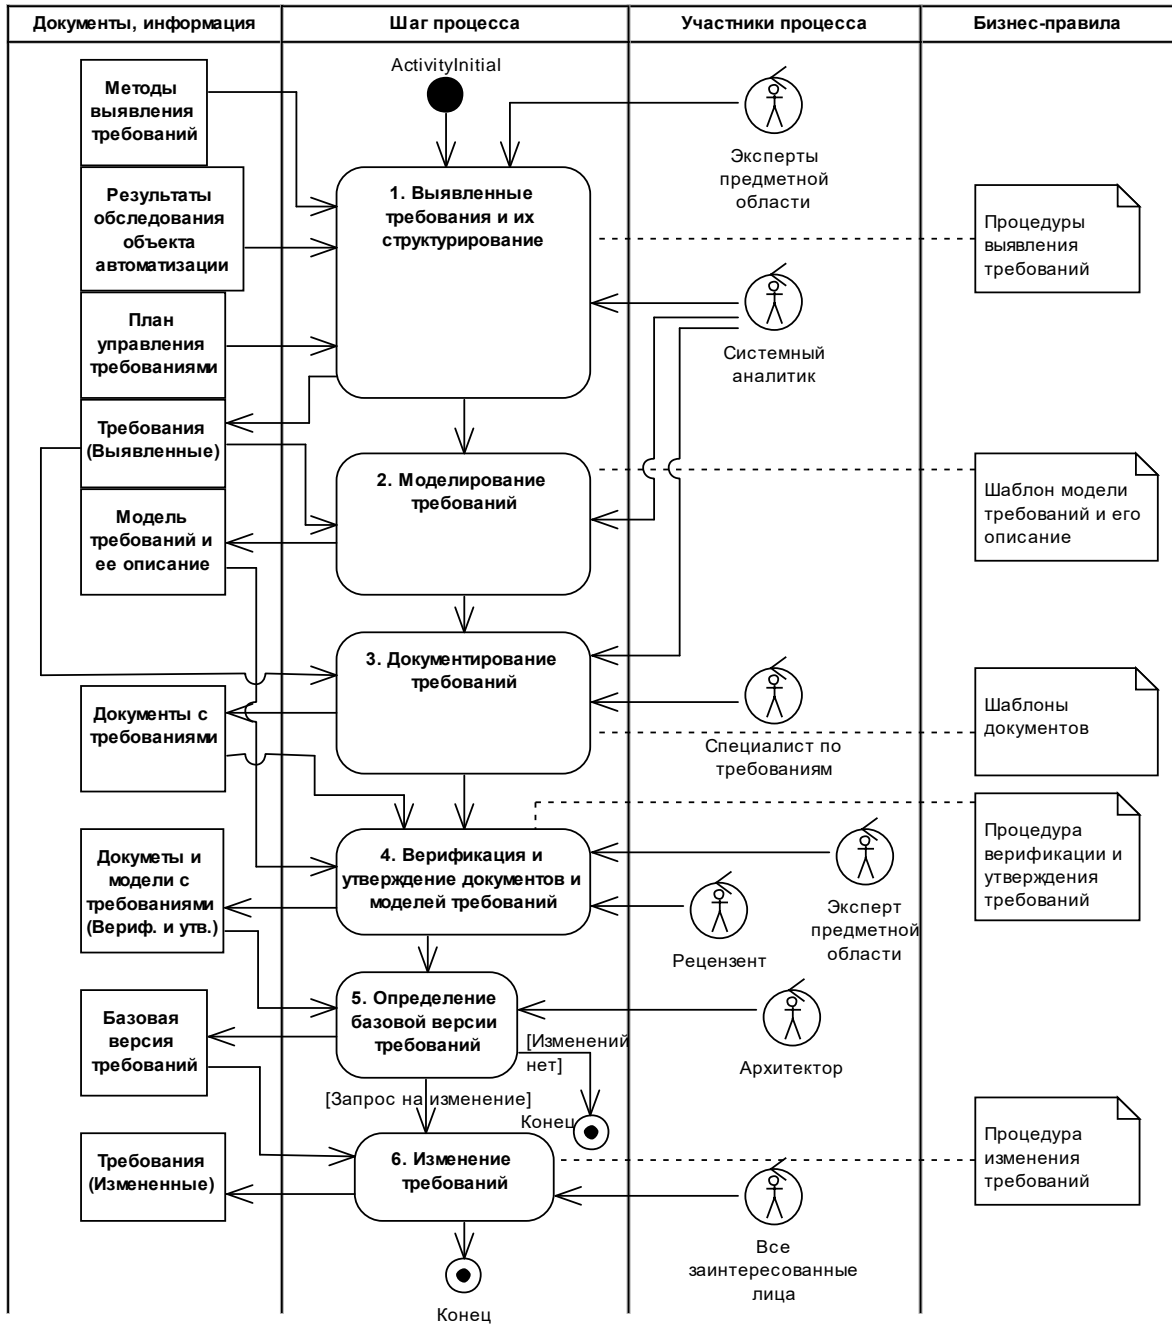 Документы, информация
Шаг процесса
Участники процесса
Бизнес-правила
ActivityInitial
Методы
выявления
требований
Эксперты
предметной
области
1. Выявленные
требования и их
структурирование
Результаты
обследования
объекта
автоматизации
Процедуры
выявления
требований
План
управления
требованиями
Системный
аналитик
Требования
(Выявленные)
2. Моделирование
требований
Шаблон модели
требований и его
описание
Модель
требований и
ее описание
3. Документирование
требований
Документы с
требованиями
Специалист по
требованиям
Шаблоны
документов
4. Верификация и
утверждение документов и
моделей требований
Докуметы и
модели с
требованиями
(Вериф. и утв.)
Рецензент
Эксперт
предметной
области
Процедура
верификации и
утверждения
требований
5. Определение
базовой версии
требований
Базовая
версия
требований
[Изменений
нет]
Архитектор
[Запрос на изменение]
Конец
6. Изменение
требований
Требования
(Измененные)
Процедура
изменения
требований
Все
заинтересованные
лица
Конец